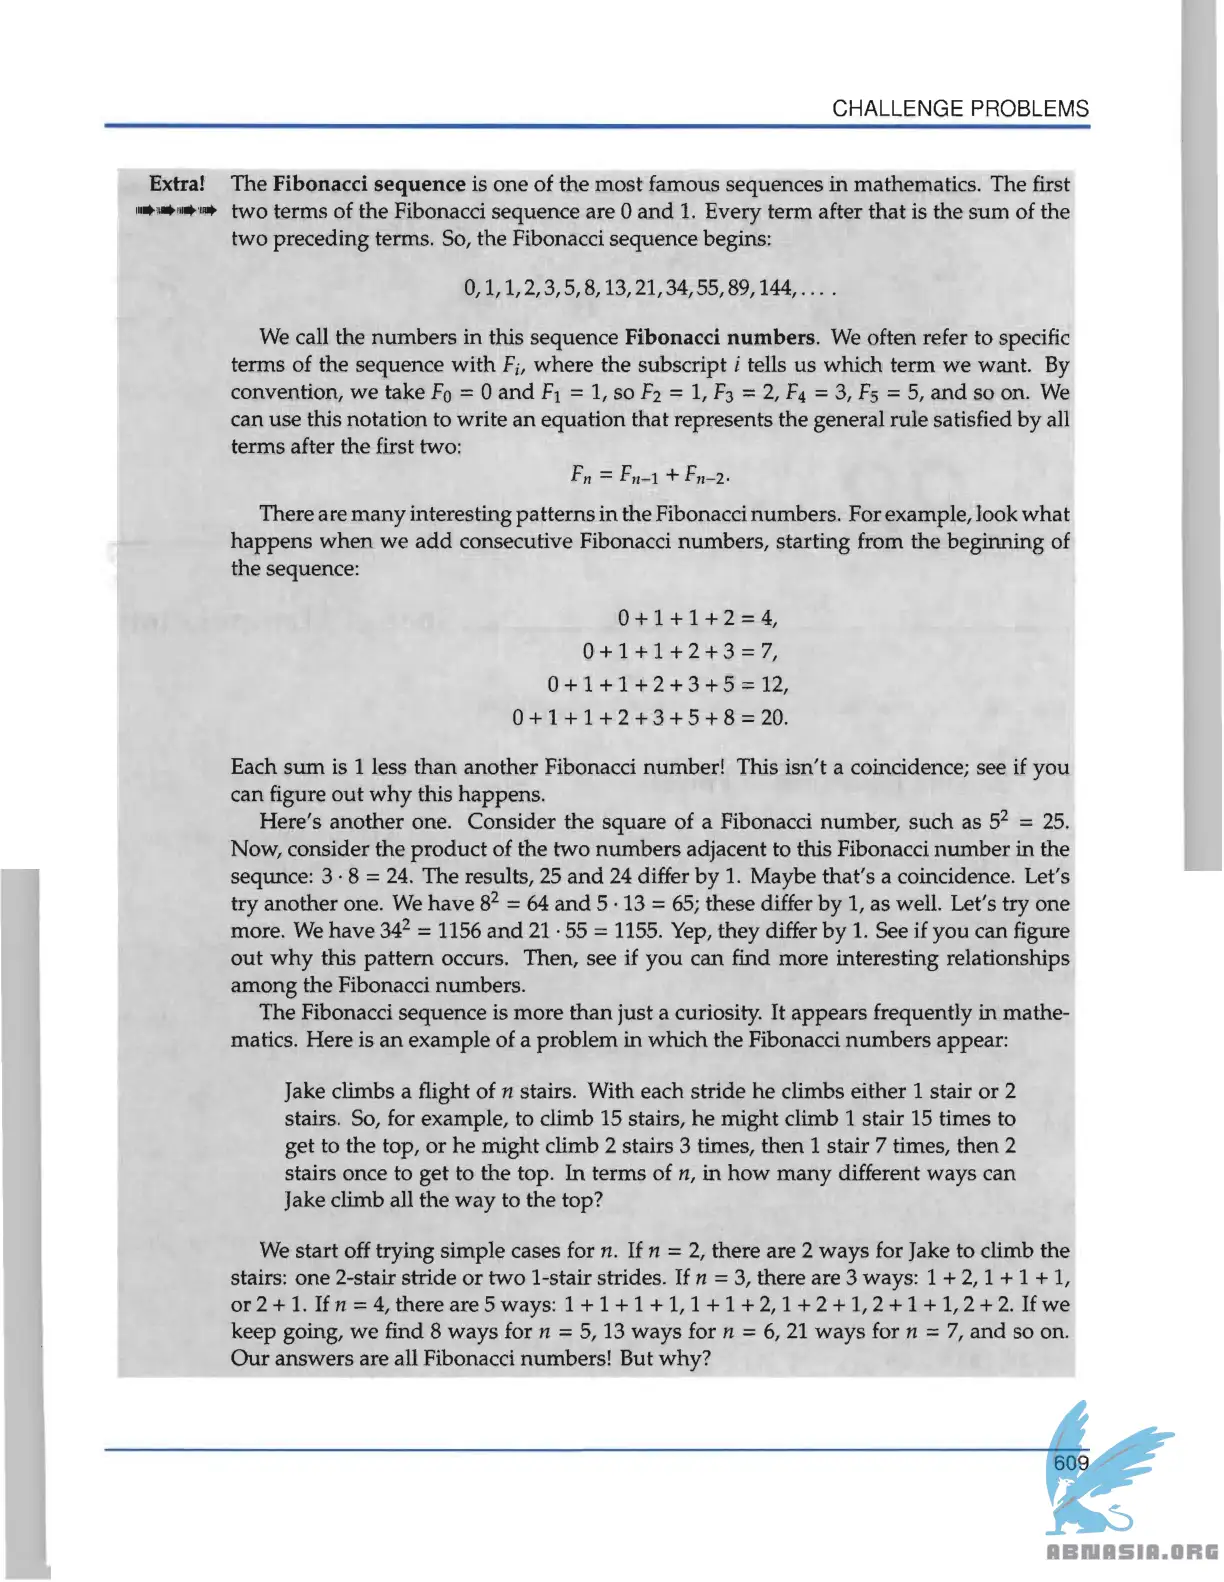 CHALLENGE PROBLEMS
Extra! The Fibonacci sequence is one of the most famous sequences in mathematics. The first
two terms of the Fibonacci sequence are 0 and 1. Every term after that is the sum of the
two preceding terms. So, the Fibonacci sequence begins:
0, 1, 1, 2, 3, 5, 8, 13, 21, 34, 55, 89, 144, . . . .
We call the numbers in this sequence Fibonacci numbers. We often refer to specific
terms of the sequence with Fᵢ, where the subscript i tells us which term we want. By
convention, we take F₀ = 0 and F₁ = 1, so F₂ = 1, F₃ = 2, F₄ = 3, F₅ = 5, and so on. We
can use this notation to write an equation that represents the general rule satisfied by all
terms after the first two:
Fₙ = Fₙ₋₁ + Fₙ₋₂.
There are many interesting patterns in the Fibonacci numbers. For example, look what
happens when we add consecutive Fibonacci numbers, starting from the beginning of
the sequence:
0 + 1 + 1 + 2 = 4,
0 + 1 + 1 + 2 + 3 = 7,
0 + 1 + 1 + 2 + 3 + 5 = 12,
0 + 1 + 1 + 2 + 3 + 5 + 8 = 20.
Each sum is 1 less than another Fibonacci number! This isn't a coincidence; see if you
can figure out why this happens.
Here's another one. Consider the square of a Fibonacci number, such as 5² = 25.
Now, consider the product of the two numbers adjacent to this Fibonacci number in the
sequnce: 3 · 8 = 24. The results, 25 and 24 differ by 1. Maybe that's a coincidence. Let's
try another one. We have 8² = 64 and 5 · 13 = 65; these differ by 1, as well. Let's try one
more. We have 34² = 1156 and 21 · 55 = 1155. Yep, they differ by 1. See if you can figure
out why this pattern occurs. Then, see if you can find more interesting relationships
among the Fibonacci numbers.
The Fibonacci sequence is more than just a curiosity. It appears frequently in mathe-
matics. Here is an example of a problem in which the Fibonacci numbers appear:
Jake climbs a flight of n stairs. With each stride he climbs either 1 stair or 2
stairs. So, for example, to climb 15 stairs, he might climb 1 stair 15 times to
get to the top, or he might climb 2 stairs 3 times, then 1 stair 7 times, then 2
stairs once to get to the top. In terms of n, in how many different ways can
Jake climb all the way to the top?
We start off trying simple cases for n. If n = 2, there are 2 ways for Jake to climb the
stairs: one 2-stair stride or two 1-stair strides. If n = 3, there are 3 ways: 1 + 2, 1 + 1 + 1,
or 2 + 1. If n = 4, there are 5 ways: 1 + 1 + 1 + 1, 1 + 1 + 2, 1 + 2 + 1, 2 + 1 + 1, 2 + 2. If we
keep going, we find 8 ways for n = 5, 13 ways for n = 6, 21 ways for n = 7, and so on.
Our answers are all Fibonacci numbers! But why?
609
ABNASIA.ORG